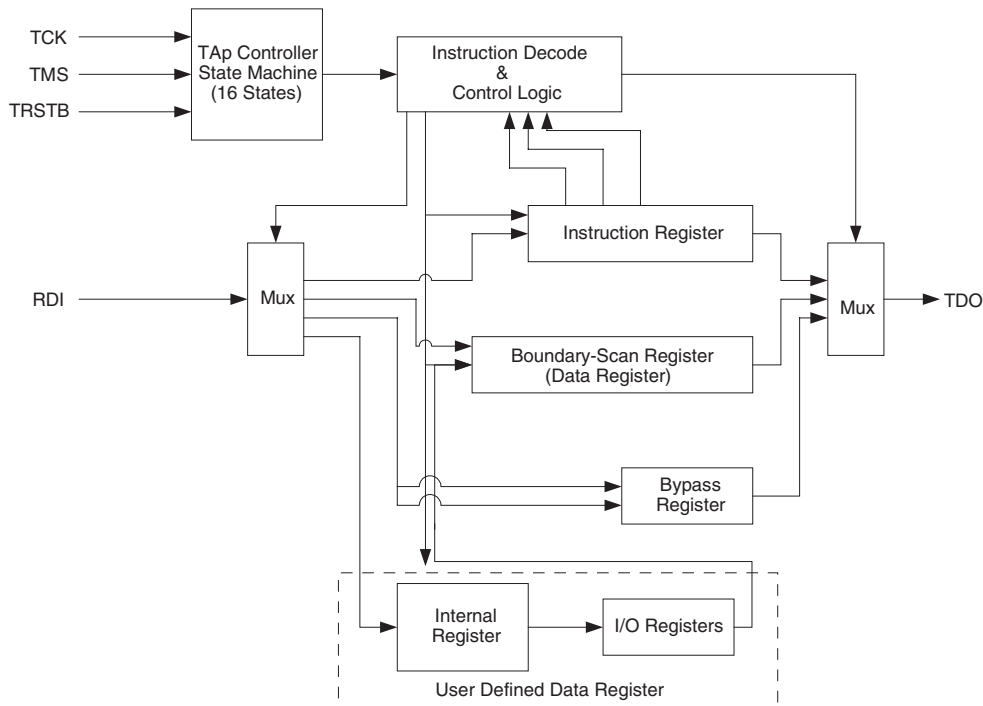 TCK
TMS
TRSTB
TAp Controller
State Machine
(16 States)
Instruction Decode
&
Control Logic
Instruction Register
RDI
Mux
Mux
TDO
Boundary-Scan Register
(Data Register)
Bypass
Register
Internal
Register
I/O Registers
User Defined Data Register